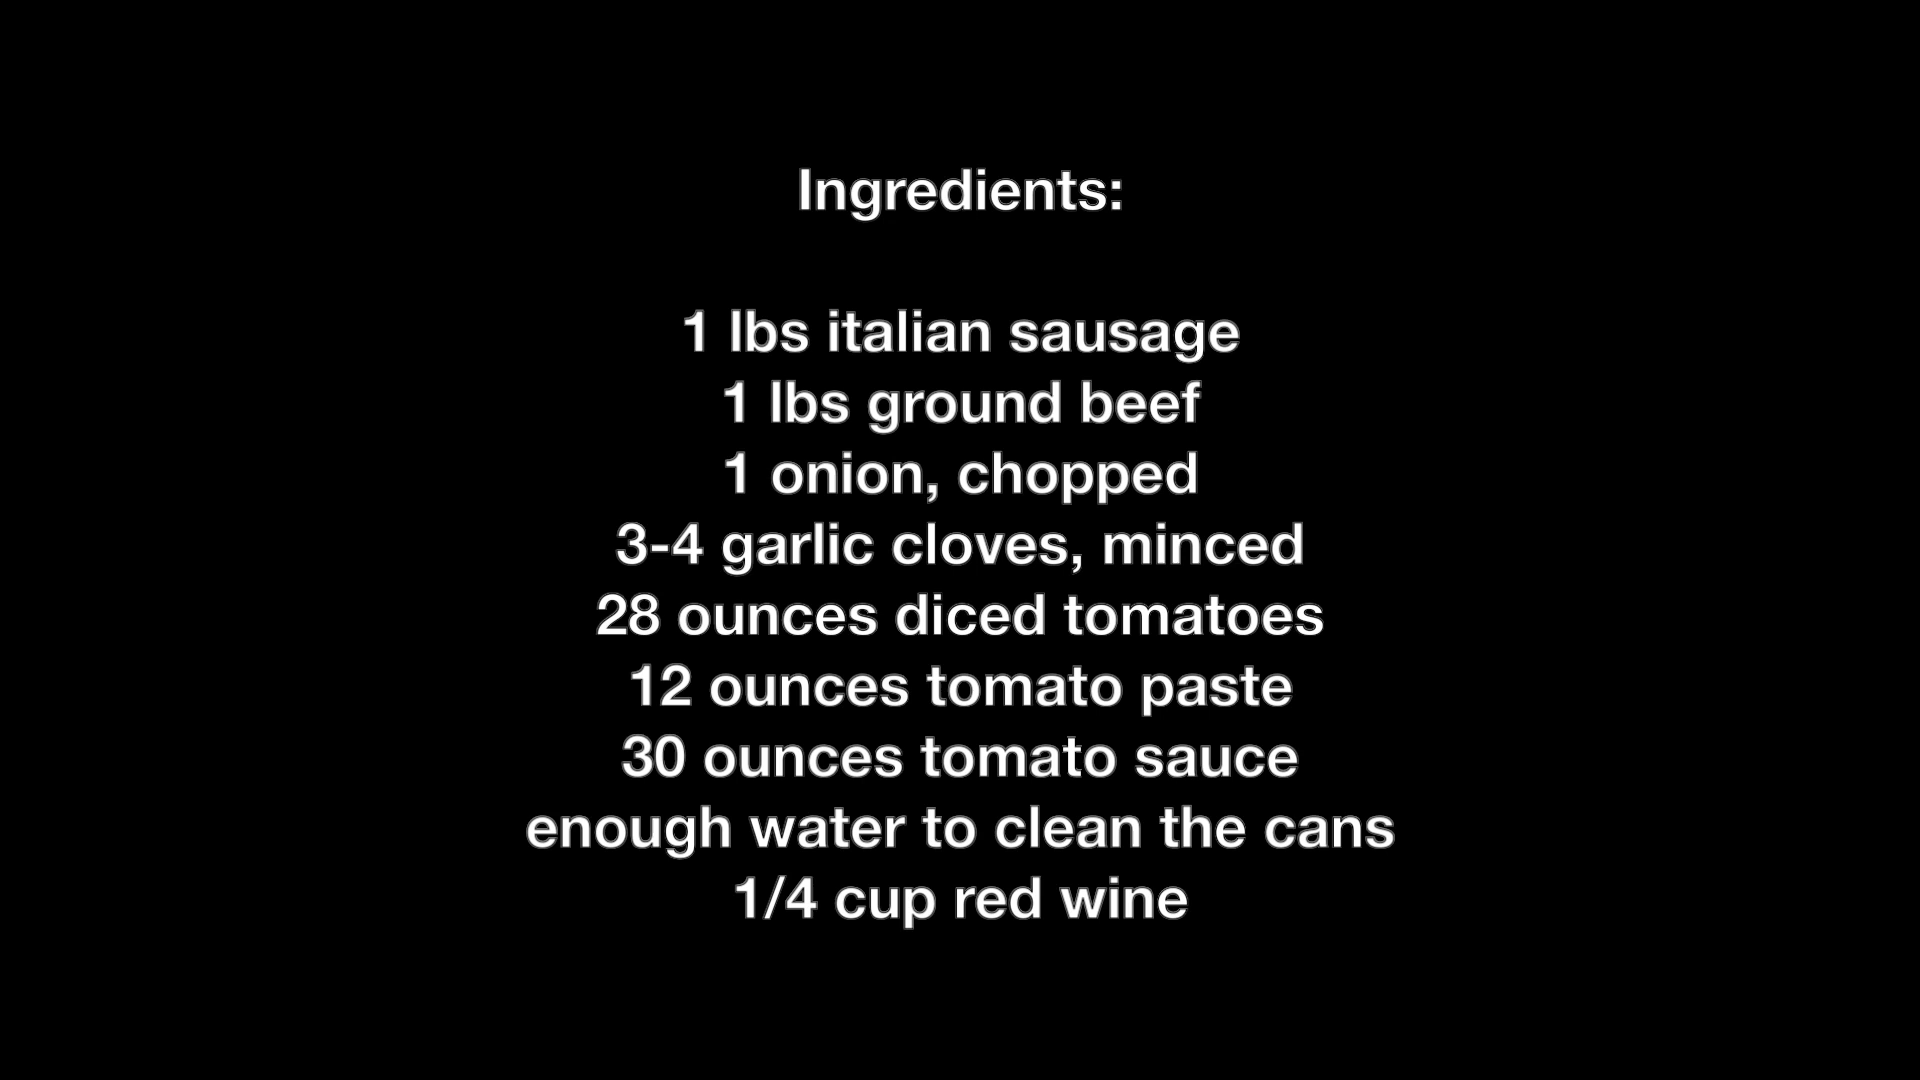 Ingredients:
1 lbs italian sausage
1 lbs ground beef
1 onion, chopped
3-4 garlic cloves, minced
28 ounces diced tomatoes
12 ounces tomato paste
30 ounces tomato sauce
enough water to clean the cans
1/4 cup red wine